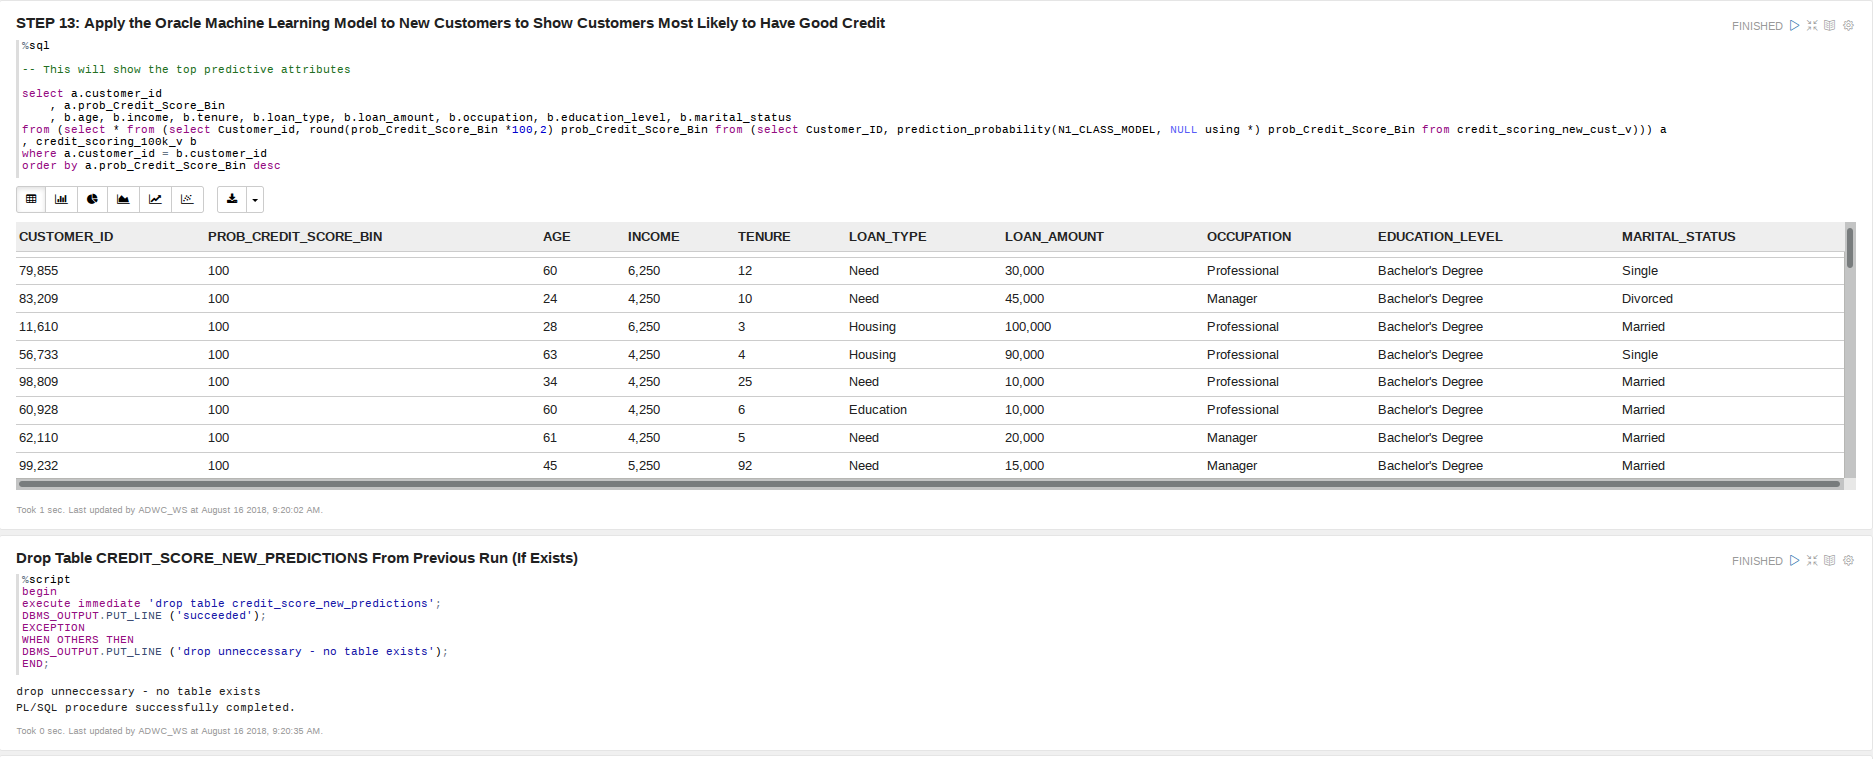 STEP 13: Apply the Oracle Machine Learning Model to New Customers to Show Customers Most Likely to Have Good Credit
FINISHED
%sql
-- This will show the top predictive attributes
select a.customer_id
, a.prob_Credit_Score_Bin
, b.age, b.income, b.tenure, b.loan_type, b.loan_amount, b.occupation, b.education_level, b.marital_status
from (select * from (select Customer_id, round(prob_Credit_Score_Bin *100,2) prob_Credit_Score_Bin from (select Customer_ID, prediction_probability(N1_CLASS_MODEL, NULL using *) prob_Credit_Score_Bin from credit_scoring_new_cust_v))) a
, credit_scoring_100k_v b
where a.customer_id = b.customer_id
order by a.prob_Credit_Score_Bin desc
CUSTOMER_ID PROB_CREDIT_SCORE_BIN AGE INCOME TENURE LOAN_TYPE LOAN_AMOUNT OCCUPATION EDUCATION_LEVEL MARITAL_STATUS
79,855 100 60 6,250 12 Need 30,000 Professional Bachelor's Degree Single
83,209 100 24 4,250 10 Need 45,000 Manager Bachelor's Degree Divorced
11,610 100 28 6,250 3 Housing 100,000 Professional Bachelor's Degree Married
56,733 100 63 4,250 4 Housing 90,000 Professional Bachelor's Degree Single
98,809 100 34 4,250 25 Need 10,000 Professional Bachelor's Degree Married
60,928 100 60 4,250 6 Education 10,000 Professional Bachelor's Degree Married
62,110 100 61 4,250 5 Need 20,000 Manager Bachelor's Degree Married
99,232 100 45 5,250 92 Need 15,000 Manager Bachelor's Degree Married
Took 1 sec. Last updated by ADWC_WS at August 16 2018, 9:20:02 AM.
Drop Table CREDIT_SCORE_NEW_PREDICTIONS From Previous Run (If Exists)
FINISHED
%script
begin
execute immediate 'drop table credit_score_new_predictions';
DBMS_OUTPUT.PUT_LINE ('succeeded');
EXCEPTION
WHEN OTHERS THEN
DBMS_OUTPUT.PUT_LINE ('drop unneccessary - no table exists');
END;
drop unneccessary - no table exists
PL/SQL procedure successfully completed.
Took 0 sec. Last updated by ADWC_WS at August 16 2018, 9:20:35 AM.